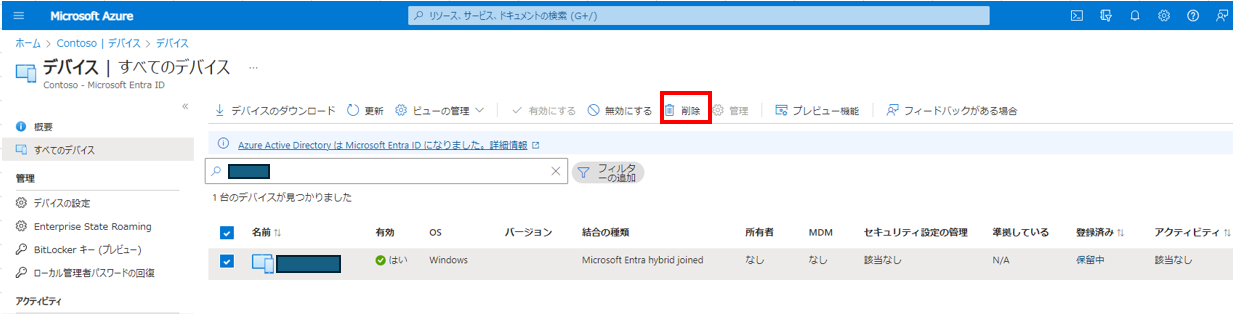 Microsoft Azure
リソース、サービス、ドキュメントの検索 (G+/)
ホーム > Contoso | デバイス > デバイス
デバイス | すべてのデバイス ...
Contoso - Microsoft Entra ID
デバイスのダウンロード 更新 ビューの管理 有効にする 無効にする 削除 管理 プレビュー機能 フィードバックがある場合
概要
すべてのデバイス
管理
デバイスの設定
Enterprise State Roaming
BitLocker キー (プレビュー)
ローカル管理者パスワードの回復
アクティビティ
Azure Active Directory は Microsoft Entra ID になりました。詳細情報
フィルターの追加
1 台のデバイスが見つかりました
名前 有効 OS バージョン 結合の種類 所有者 MDM セキュリティ設定の管理 準拠している 登録済み アクティビティ
はい Windows Microsoft Entra hybrid joined なし なし 該当なし N/A 保留中 該当なし